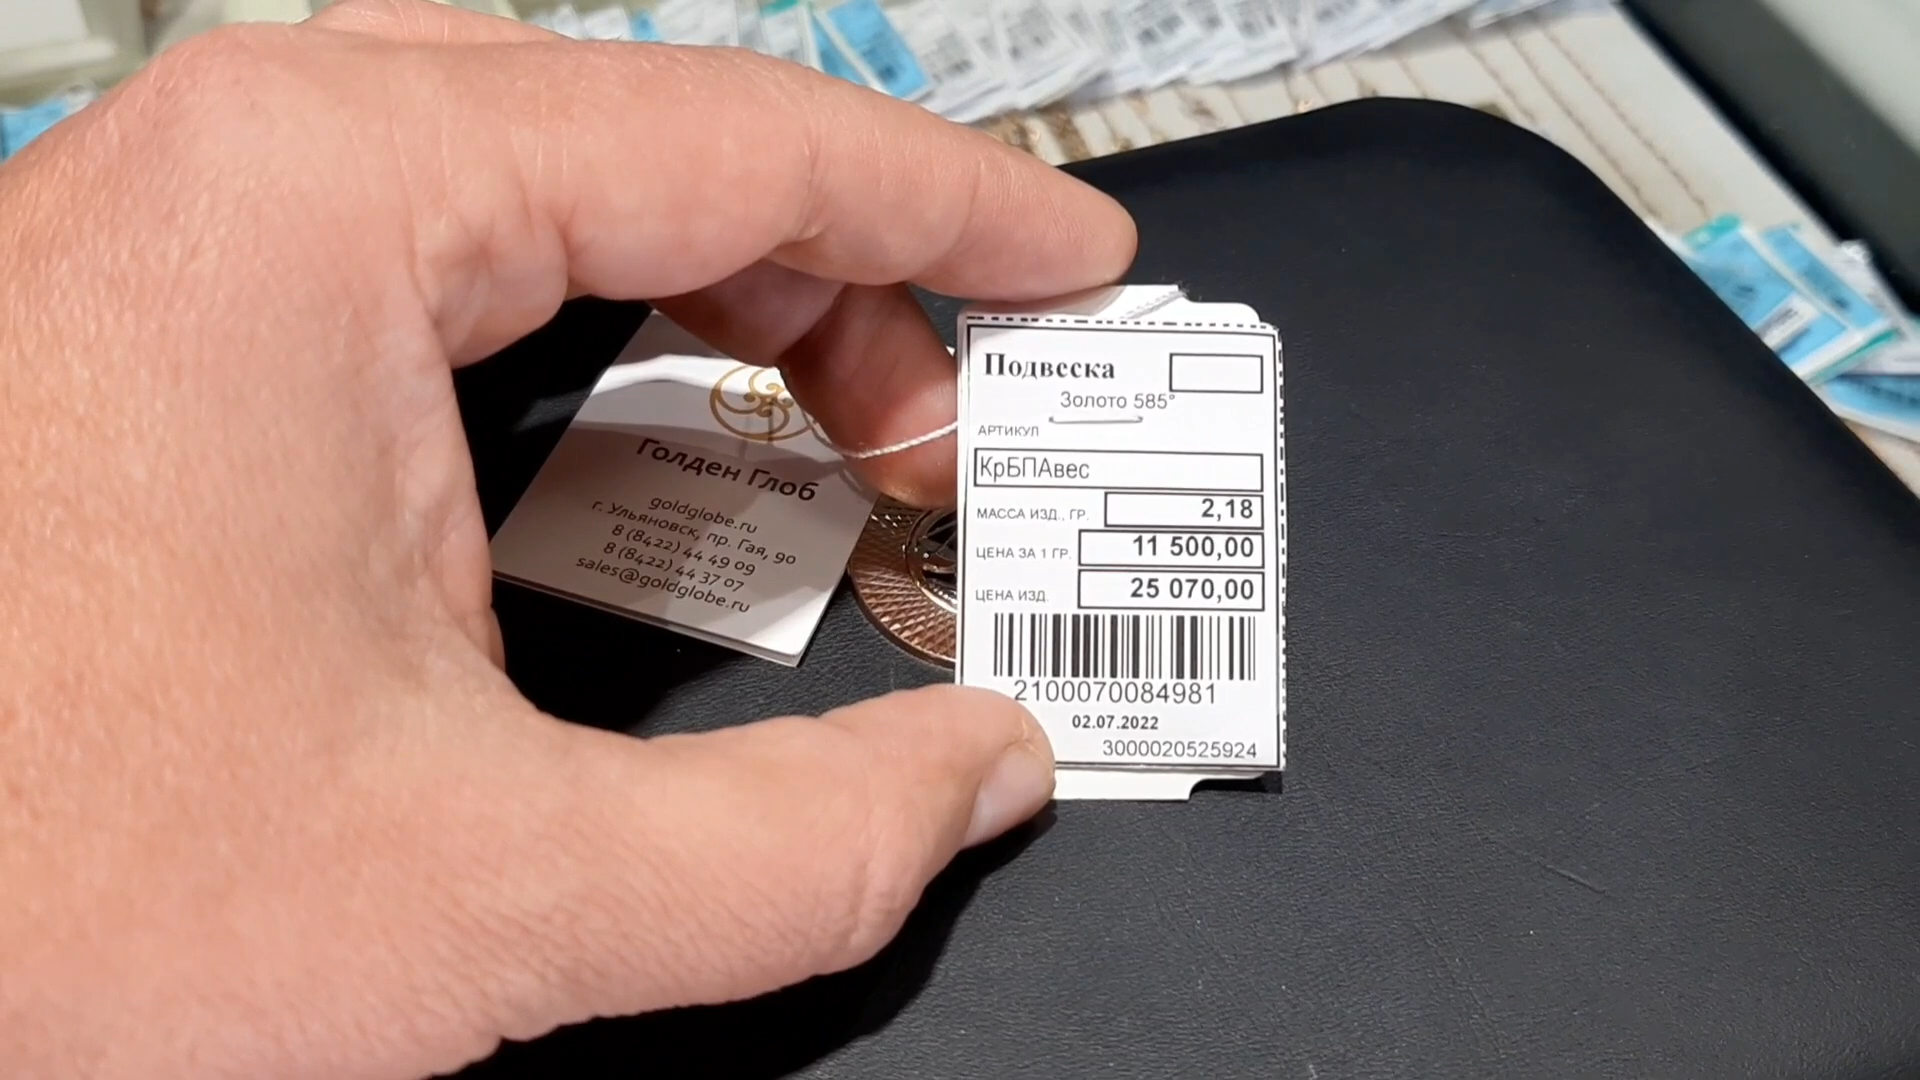 Голден Глоб
goldglobe.ru
г. Ульяновск, пр. Гая, 90
8 (8422) 44 49 09
8 (8422) 44 37 07
sales@goldglobe.ru
Подвеска
Золото 585°
АРТИКУЛ
КрБПАвес
МАССА ИЗД., ГР. 2,18
ЦЕНА ЗА 1 ГР. 11 500,00
ЦЕНА ИЗД. 25 070,00
2100070084981
02.07.2022
3000020525924